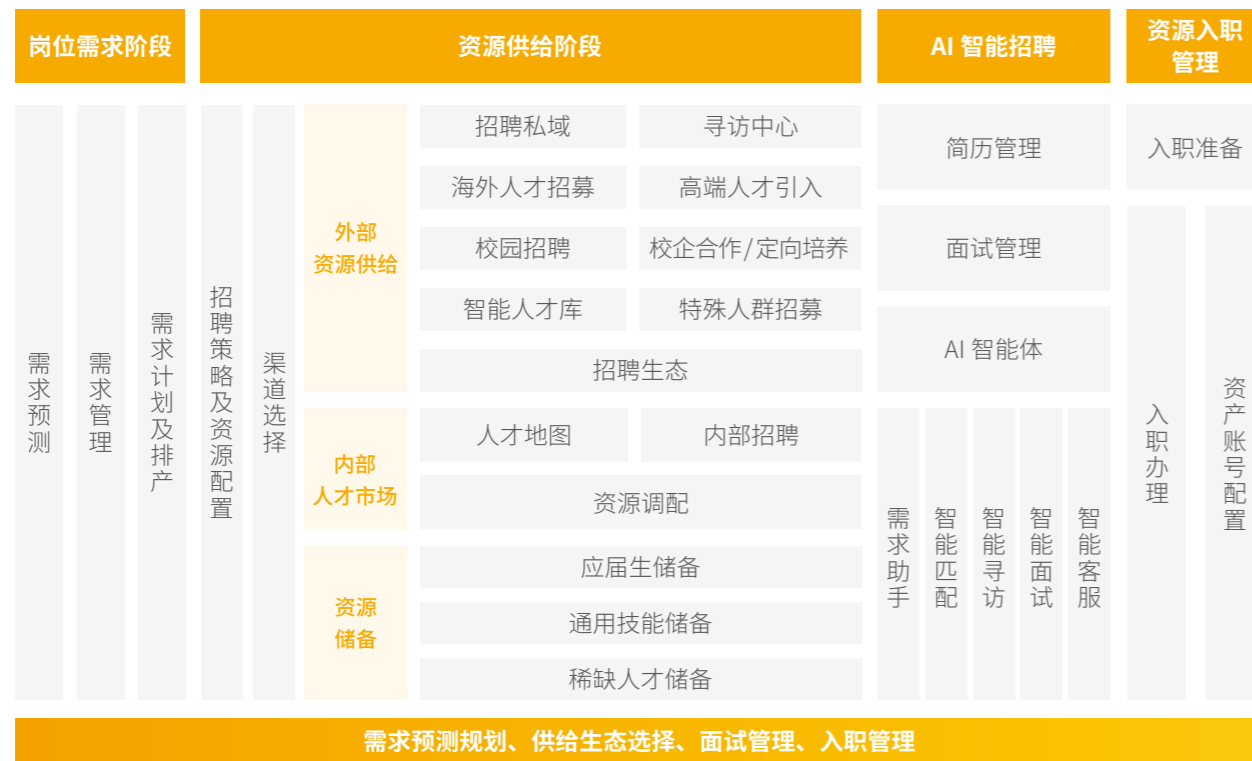 岗位需求阶段
资源供给阶段
AI 智能招聘
资源入职
管理
需求预测
需求管理
需求计划及排产
招聘策略及资源配置
渠道选择
外部
资源供给
招聘私域
寻访中心
海外人才招募
高端人才引入
校园招聘
校企合作/定向培养
智能人才库
特殊人群招募
招聘生态
内部
人才市场
人才地图
内部招聘
资源调配
资源
储备
应届生储备
通用技能储备
稀缺人才储备
简历管理
面试管理
AI 智能体
需求助手
智能匹配
智能寻访
智能面试
智能客服
入职准备
入职办理
资产账号配置
需求预测规划、供给生态选择、面试管理、入职管理